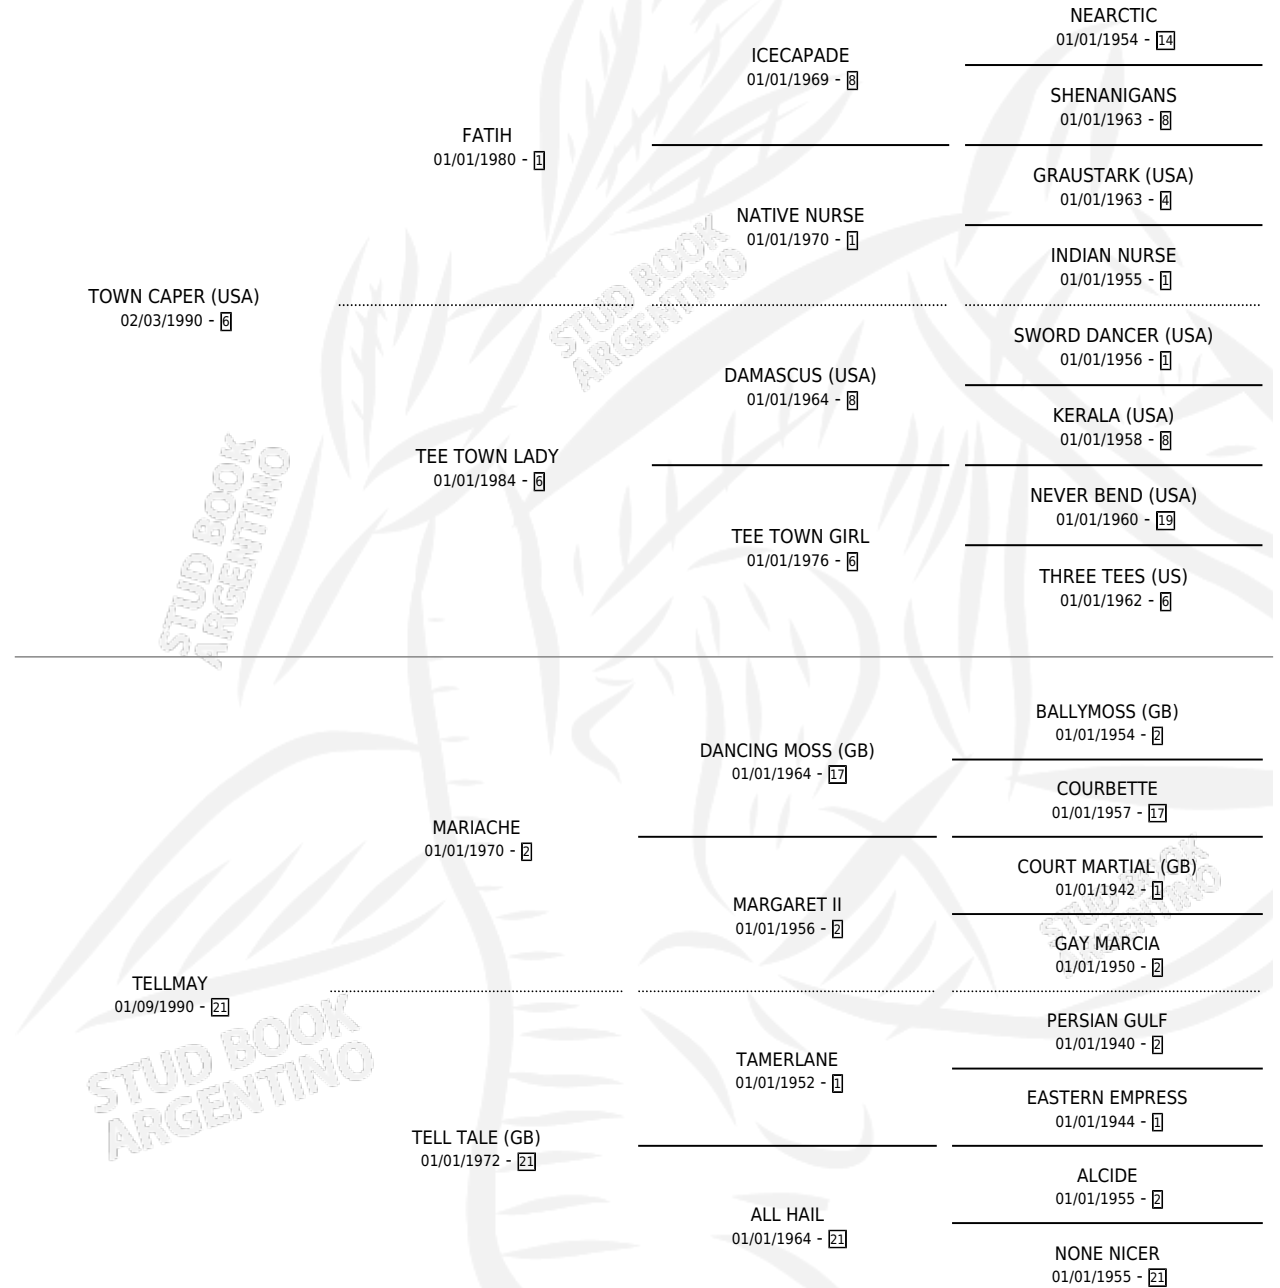 NEARCTIC
01/01/1954 - 14
ICECAPADE
01/01/1969 - 8
SHENANIGANS
01/01/1963 - 8
FATIH
01/01/1980 - 1
GRAUSTARK (USA)
01/01/1963 - 4
NATIVE NURSE
01/01/1970 - 1
INDIAN NURSE
01/01/1955 - 1
TOWN CAPER (USA)
02/03/1990 - 6
STUD BOOK
ARGENTINO
SWORD DANCER (USA)
01/01/1956 - 1
DAMASCUS (USA)
01/01/1964 - 8
KERALA (USA)
01/01/1958 - 8
TEE TOWN LADY
01/01/1984 - 6
NEVER BEND (USA)
01/01/1960 - 19
TEE TOWN GIRL
01/01/1976 - 6
THREE TEES (US)
01/01/1962 - 6
STUD BOOK
ARGENTINO
BALLYMOSS (GB)
01/01/1954 - 2
DANCING MOSS (GB)
01/01/1964 - 17
COURBETTE
01/01/1957 - 17
MARIACHE
01/01/1970 - 2
COURT MARTIAL (GB)
01/01/1942 - 1
MARGARET II
01/01/1956 - 2
STUD BOOK
ARGENTINO
GAY MARCIA
01/01/1950 - 2
TELLMAY
01/09/1990 - 21
PERSIAN GULF
01/01/1940 - 2
TAMERLANE
01/01/1952 - 1
STUD BOOK
ARGENTINO
EASTERN EMPRESS
01/01/1944 - 1
TELL TALE (GB)
01/01/1972 - 21
ALCIDE
01/01/1955 - 2
ALL HAIL
01/01/1964 - 21
NONE NICER
01/01/1955 - 21